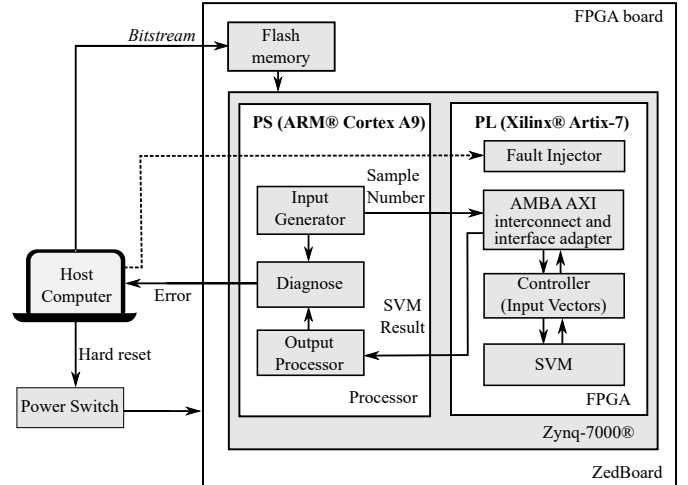 FPGA board
Bitstream
Flash
memory
PS (ARM® Cortex A9)
PL (Xilinx® Artix-7)
Fault Injector
Sample
Number
Input
Generator
AMBA AXI
interconnect and
interface adapter
Host
Computer
Error
Diagnose
Controller
(Input Vectors)
SVM
Result
Output
Processor
SVM
Hard reset
Power Switch
Processor
FPGA
Zynq-7000®
ZedBoard